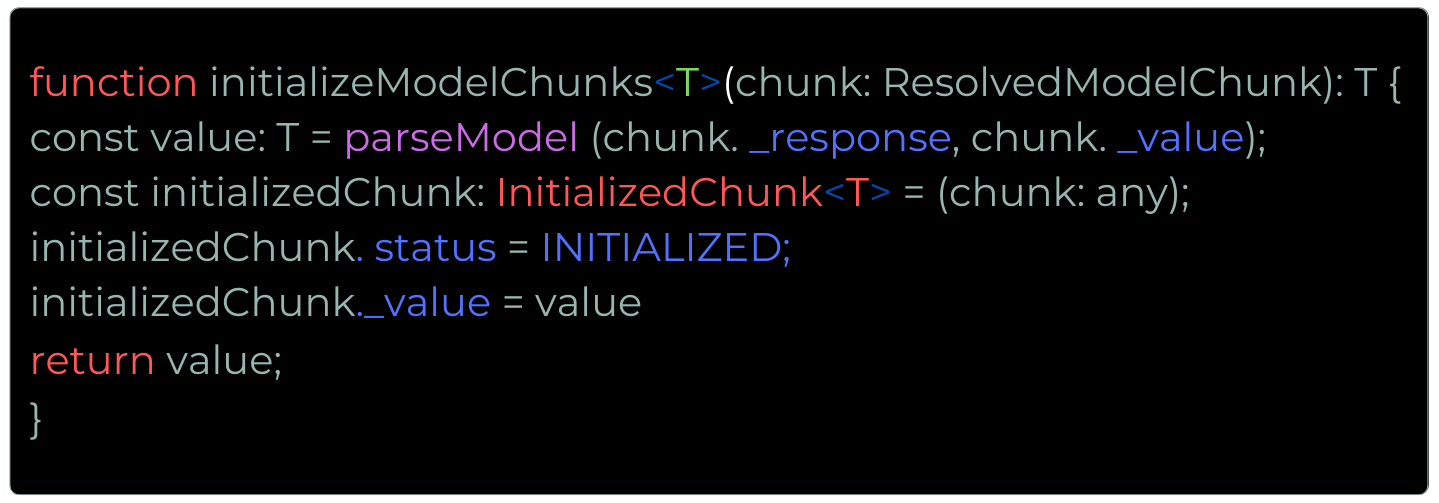 function initializeModelChunks<T>(chunk: ResolvedModelChunk): T {
const value: T = parseModel (chunk. _response, chunk. _value);
const initializedChunk: InitializedChunk<T> = (chunk: any);
initializedChunk. status = INITIALIZED;
initializedChunk._value = value
return value;
}